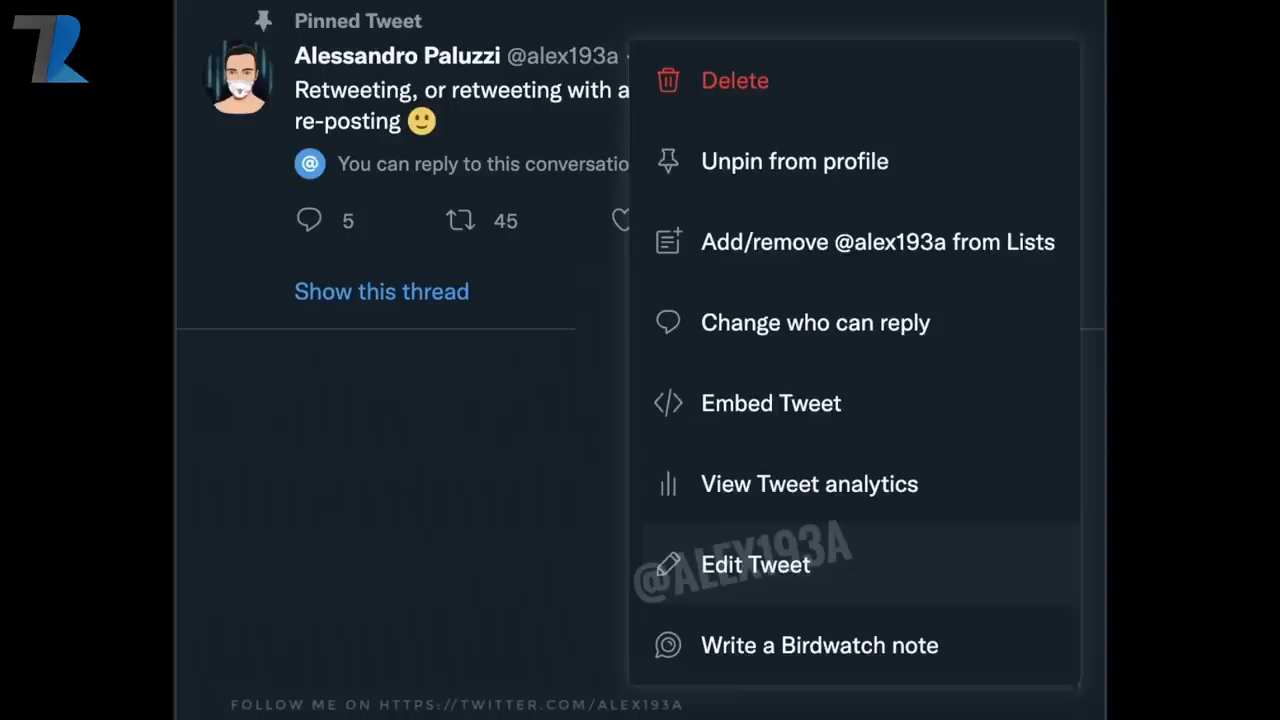 Pinned Tweet
Alessandro Paluzzi @alex193a
Retweeting, or retweeting with a
re-posting
@ You can reply to this conversatio
5 45
Show this thread
Delete
Unpin from profile
Add/remove @alex193a from Lists
Change who can reply
Embed Tweet
View Tweet analytics
@ALEX193A
Edit Tweet
Write a Birdwatch note
FOLLOW ME ON HTTPS://TWITTER.COM/ALEX193A